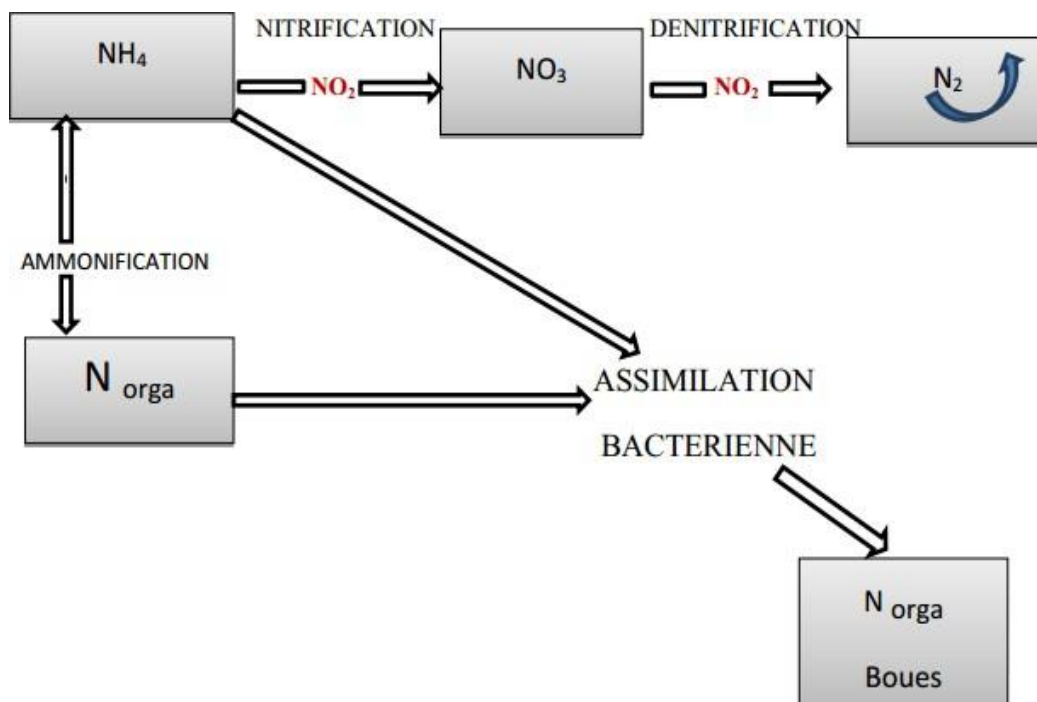 NITRIFICATION
DENITRIFICATION
NH₄
NO₂
NO₃
NO₂
N₂
AMMONIFICATION
N orga
ASSIMILATION
BACTERIENNE
N orga
Boues